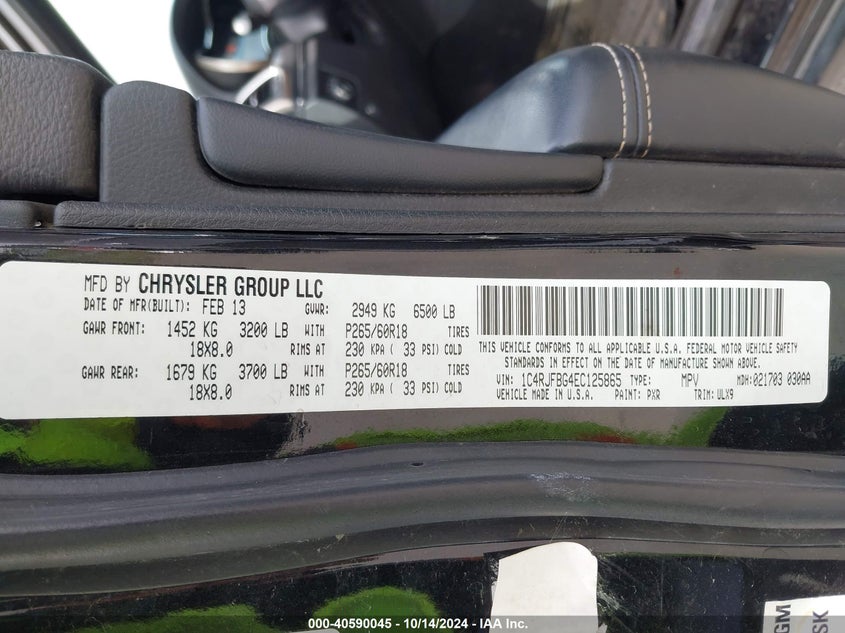 MFD BY CHRYSLER GROUP LLC
DATE OF MFR(BUILT): FEB 13 GVWR: 2949 KG 6500 LB
GAWR FRONT: 1452 KG 3200 LB WITH P265/60R18 TIRES
18X8.0 RIMS AT 230 KPA ( 33 PSI) COLD
GAWR REAR: 1679 KG 3700 LB WITH P265/60R18 TIRES
18X8.0 RIMS AT 230 KPA ( 33 PSI) COLD
THIS VEHICLE CONFORMS TO ALL APPLICABLE U.S.A. FEDERAL MOTOR VEHICLE SAFETY
STANDARDS IN EFFECT ON THE DATE OF MANUFACTURE SHOWN ABOVE.
VIN: 1C4RJFBG4EC125865 TYPE: MPV MDH: 021703 030AA
VEHICLE MADE IN U.S.A. PAINT: PXR TRIM: ULX9
GM
SK
000-40590045 - 10/14/2024 - IAA Inc.